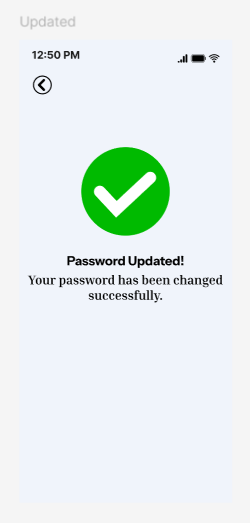 Updated
12:50 PM
Password Updated!
Your password has been changed
successfully.